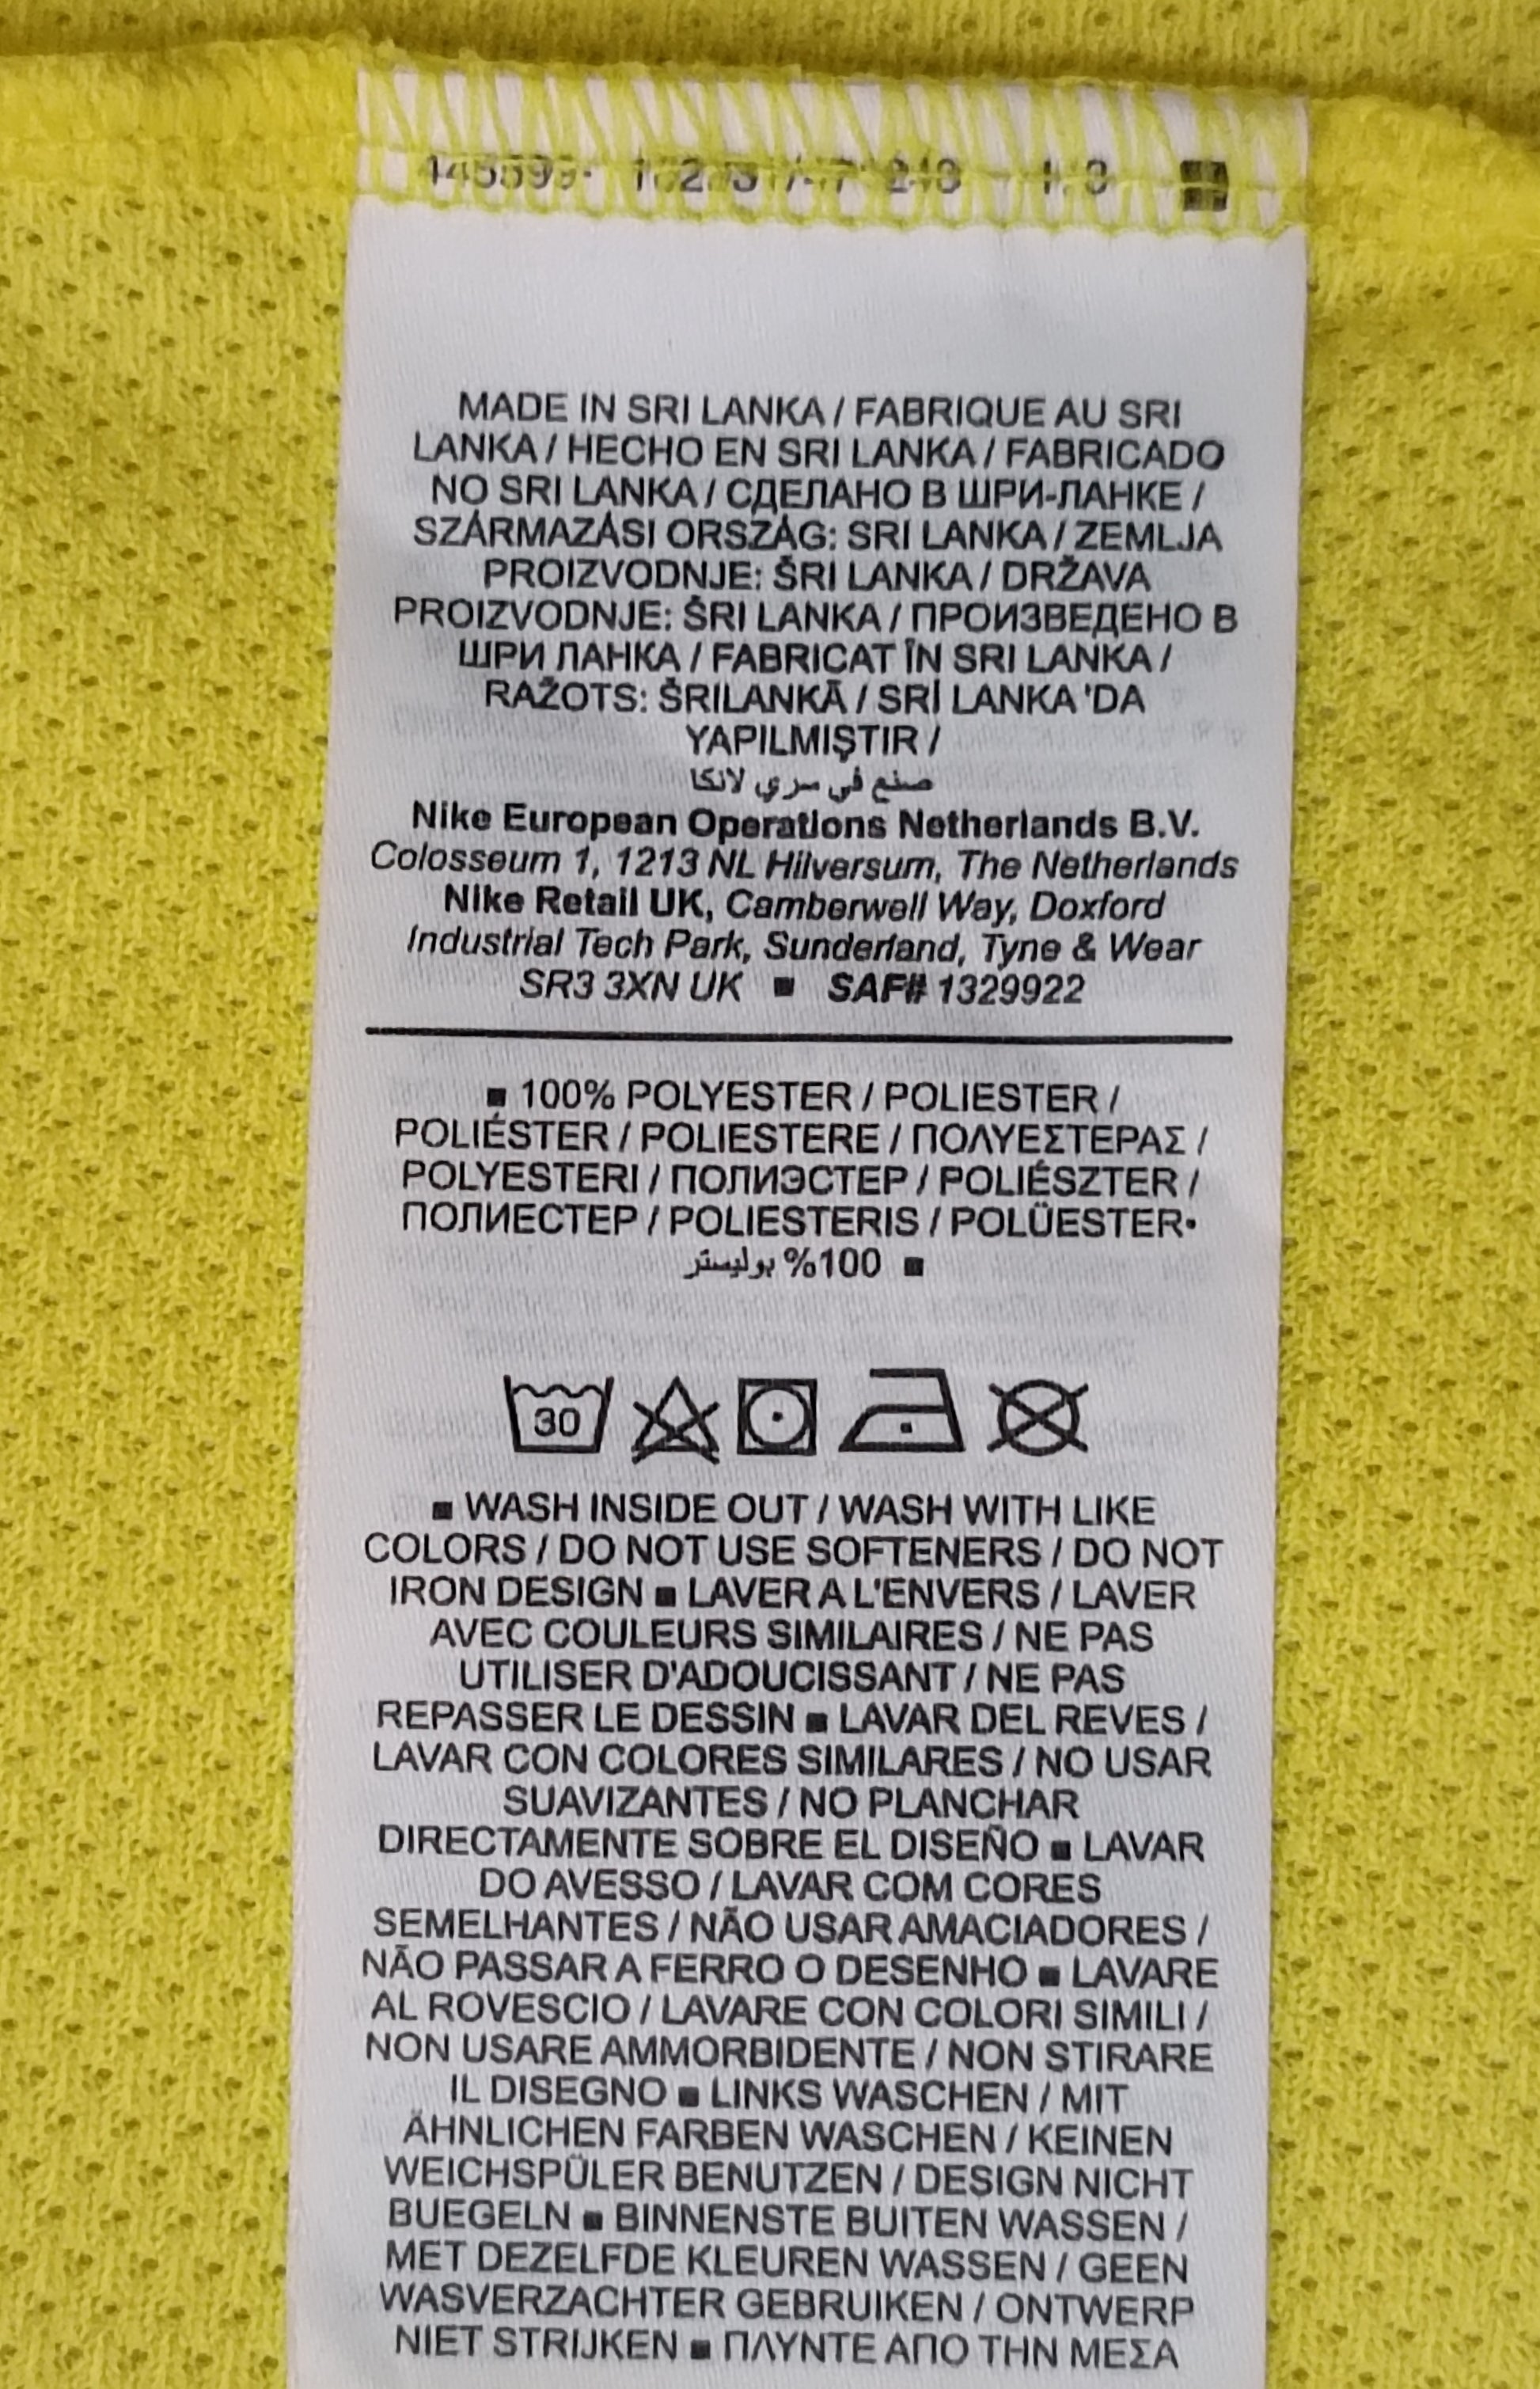 MADE IN SRI LANKA / FABRIQUE AU SRI
LANKA / HECHO EN SRI LANKA / FABRICADO
NO SRI LANKA / СДЕЛАНО В ШРИ-ЛАНКЕ /
SZÁRMAZÁSI ORSZÁG: SRI LANKA / ZEMLJA
PROIZVODNJE: ŠRI LANKA / DRŽAVA
PROIZVODNJE: ŠRI LANKA / ПРОИЗВЕДЕНО В
ШРИ ЛАНКА / FABRICAT ÎN SRI LANKA /
RAŽOTS: ŠRILANKĀ / SRİ LANKA 'DA
YAPILMIŞTIR /
صنع في سري لانكا
Nike European Operations Netherlands B.V.
Colosseum 1, 1213 NL Hilversum, The Netherlands
Nike Retail UK, Camberwell Way, Doxford
Industrial Tech Park, Sunderland, Tyne & Wear
SR3 3XN UK ■ SAF# 1329922
■ 100% POLYESTER / POLIESTER /
POLIÉSTER / POLIESTERE / ΠΟΛΥΕΣΤΕΡΑΣ /
POLYESTERI / ПОЛИЭСТЕР / POLIÉSZTER /
ПОЛИЕСТЕР / POLIESTERIS / POLÜESTER•
■ 100% بوليستر
30
■ WASH INSIDE OUT / WASH WITH LIKE
COLORS / DO NOT USE SOFTENERS / DO NOT
IRON DESIGN ■ LAVER A L'ENVERS / LAVER
AVEC COULEURS SIMILAIRES / NE PAS
UTILISER D'ADOUCISSANT / NE PAS
REPASSER LE DESSIN ■ LAVAR DEL REVES /
LAVAR CON COLORES SIMILARES / NO USAR
SUAVIZANTES / NO PLANCHAR
DIRECTAMENTE SOBRE EL DISEÑO ■ LAVAR
DO AVESSO / LAVAR COM CORES
SEMELHANTES / NÃO USAR AMACIADORES /
NÃO PASSAR A FERRO O DESENHO ■ LAVARE
AL ROVESCIO / LAVARE CON COLORI SIMILI /
NON USARE AMMORBIDENTE / NON STIRARE
IL DISEGNO ■ LINKS WASCHEN / MIT
ÄHNLICHEN FARBEN WASCHEN / KEINEN
WEICHSPÜLER BENUTZEN / DESIGN NICHT
BUEGELN ■ BINNENSTE BUITEN WASSEN /
MET DEZELFDE KLEUREN WASSEN / GEEN
WASVERZACHTER GEBRUIKEN / ONTWERP
NIET STRIJKEN ■ ΠΛΥΝΤΕ ΑΠΟ ΤΗΝ ΜΕΣΑ